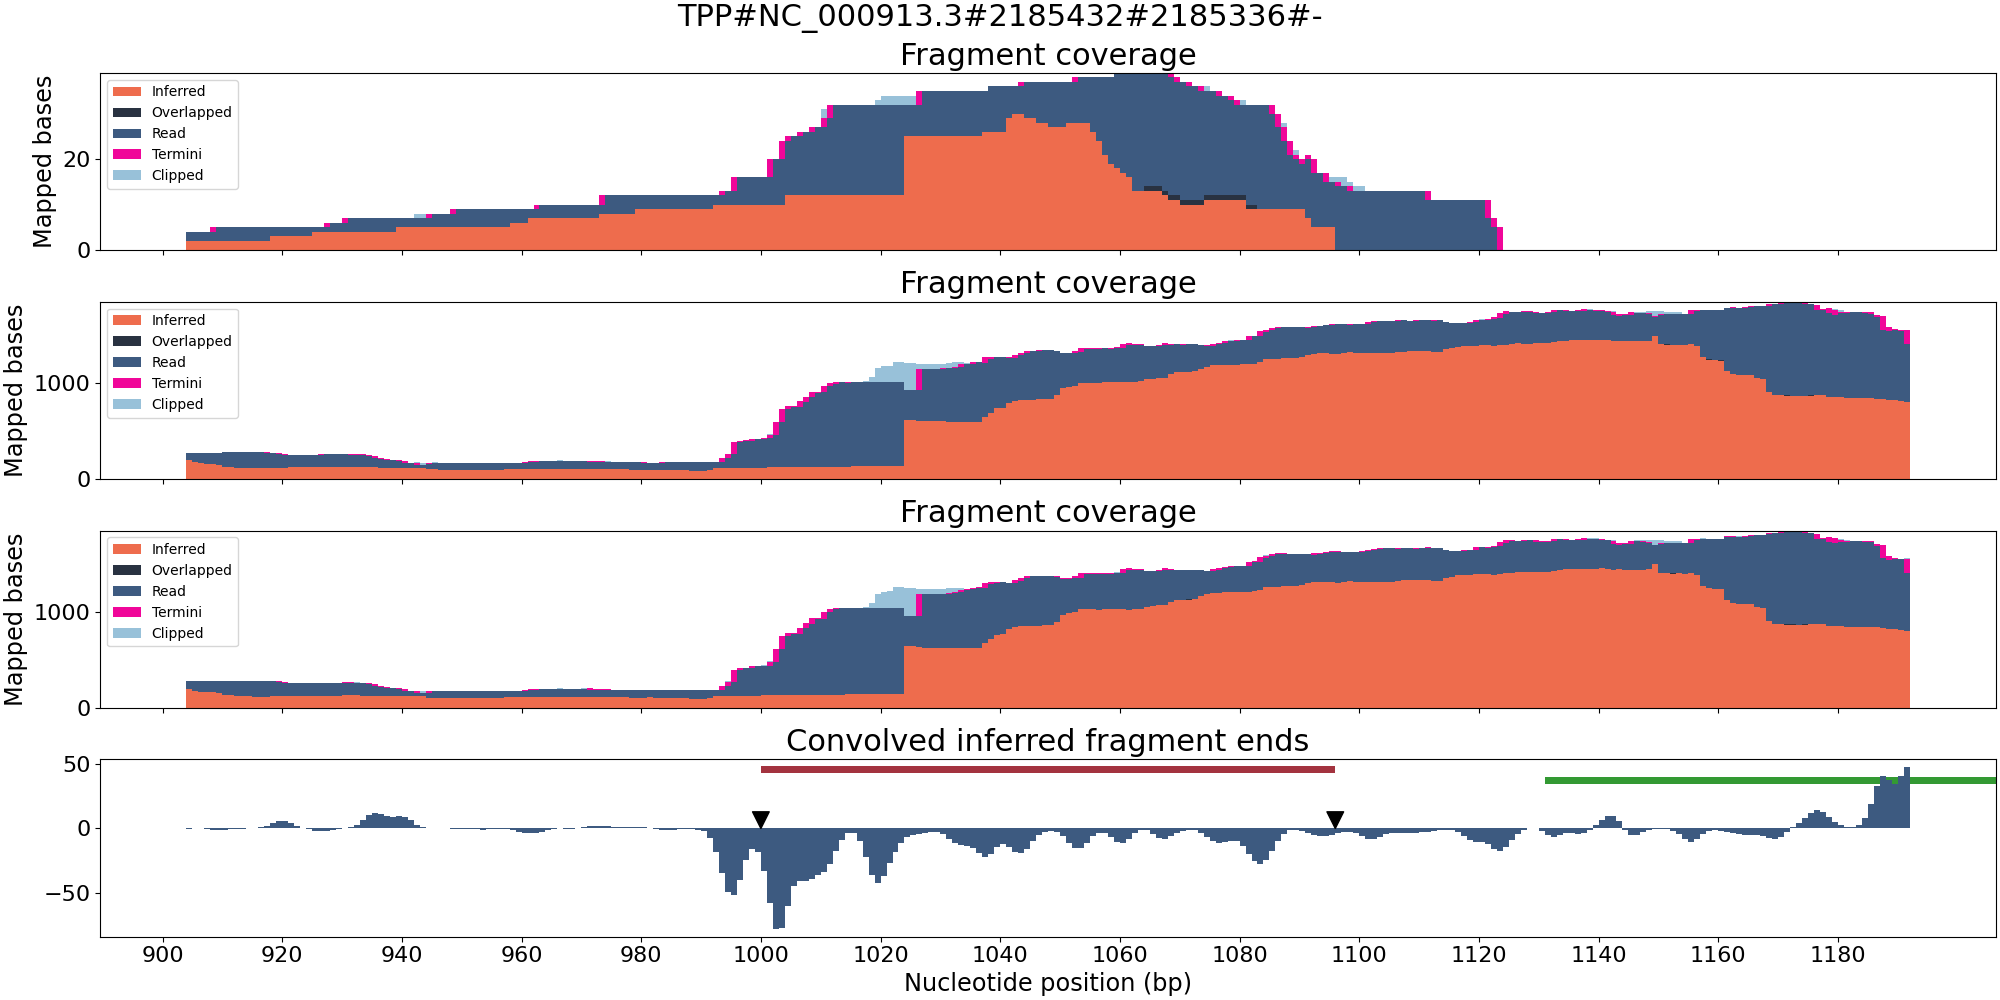 TPP#NC_000913.3#2185432#2185336#-
Fragment coverage
Mapped bases
20
0
Inferred
Overlapped
Read
Termini
Clipped
Fragment coverage
Mapped bases
1000
0
Inferred
Overlapped
Read
Termini
Clipped
Fragment coverage
Mapped bases
1000
0
Inferred
Overlapped
Read
Termini
Clipped
Convolved inferred fragment ends
50
0
−50
900 920 940 960 980 1000 1020 1040 1060 1080 1100 1120 1140 1160 1180
Nucleotide position (bp)